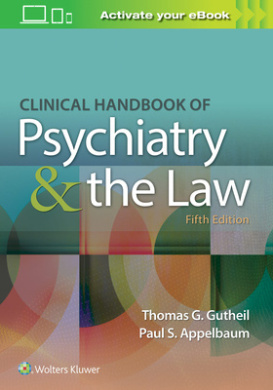 Activate your eBook
CLINICAL HANDBOOK OF
Psychiatry
& the Law
Fifth Edition
Thomas G. Gutheil
Paul S. Appelbaum
Wolters Kluwer